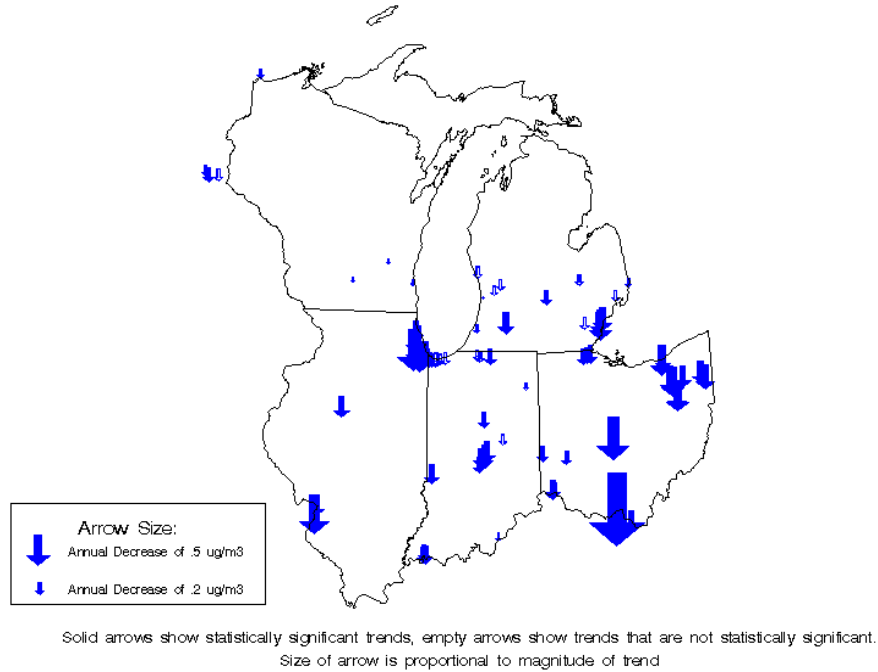 Arrow Size:
Annual Decrease of .5 ug/m3
Annual Decrease of .2 ug/m3
Solid arrows show statistically significant trends, empty arrows show trends that are not statistically significant.
Size of arrow is proportional to magnitude of trend